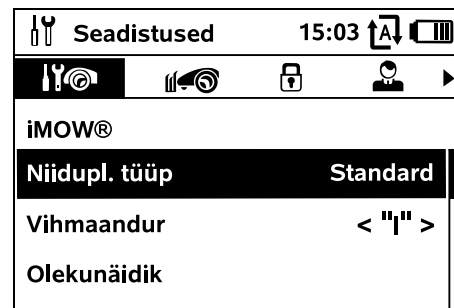 Seadistused 15:03 A
iMOW®
Niidupl. tüüp Standard
Vihmaandur < "|" >
Olekunäidik